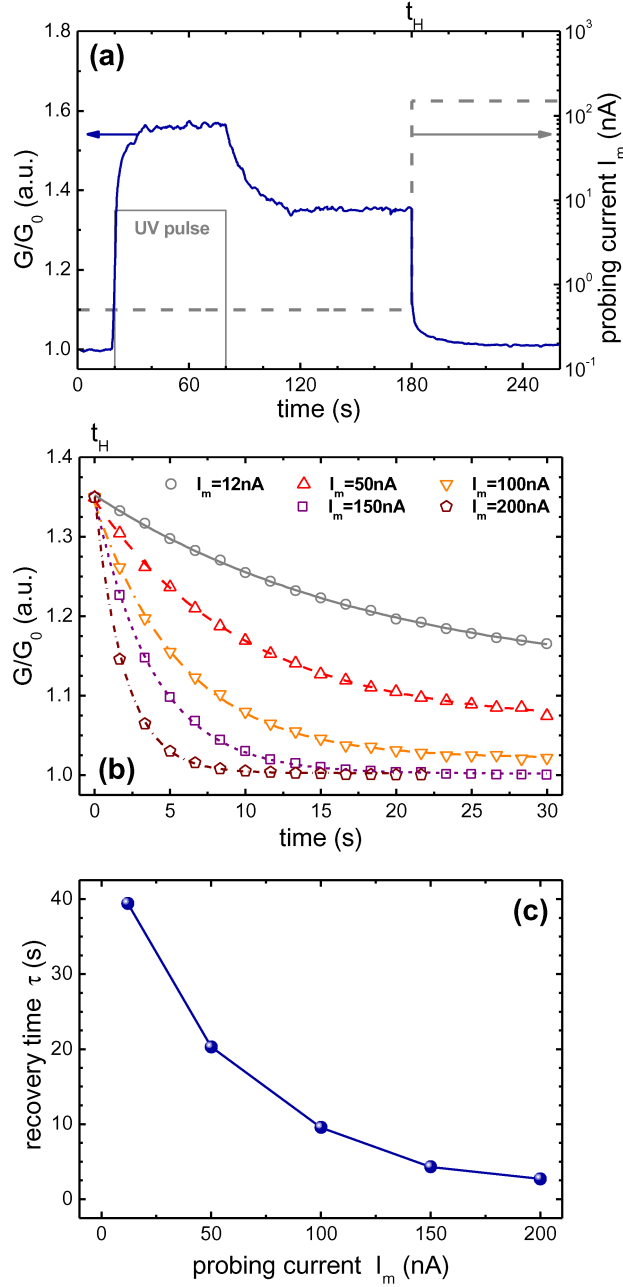 t_H
(a)
1.8
1.6
1.4
1.2
1.0
G/G_0 (a.u.)
UV pulse
10^3
10^2
10^1
10^0
10^-1
probing current I_m (nA)
0 60 120 180 240
time (s)
t_H
1.4
1.3
1.2
1.1
1.0
G/G_0 (a.u.)
I_m=12nA I_m=50nA I_m=100nA
I_m=150nA I_m=200nA
(b)
0 5 10 15 20 25 30
time (s)
(c)
40
30
20
10
0
recovery time τ (s)
0 50 100 150 200
probing current I_m (nA)